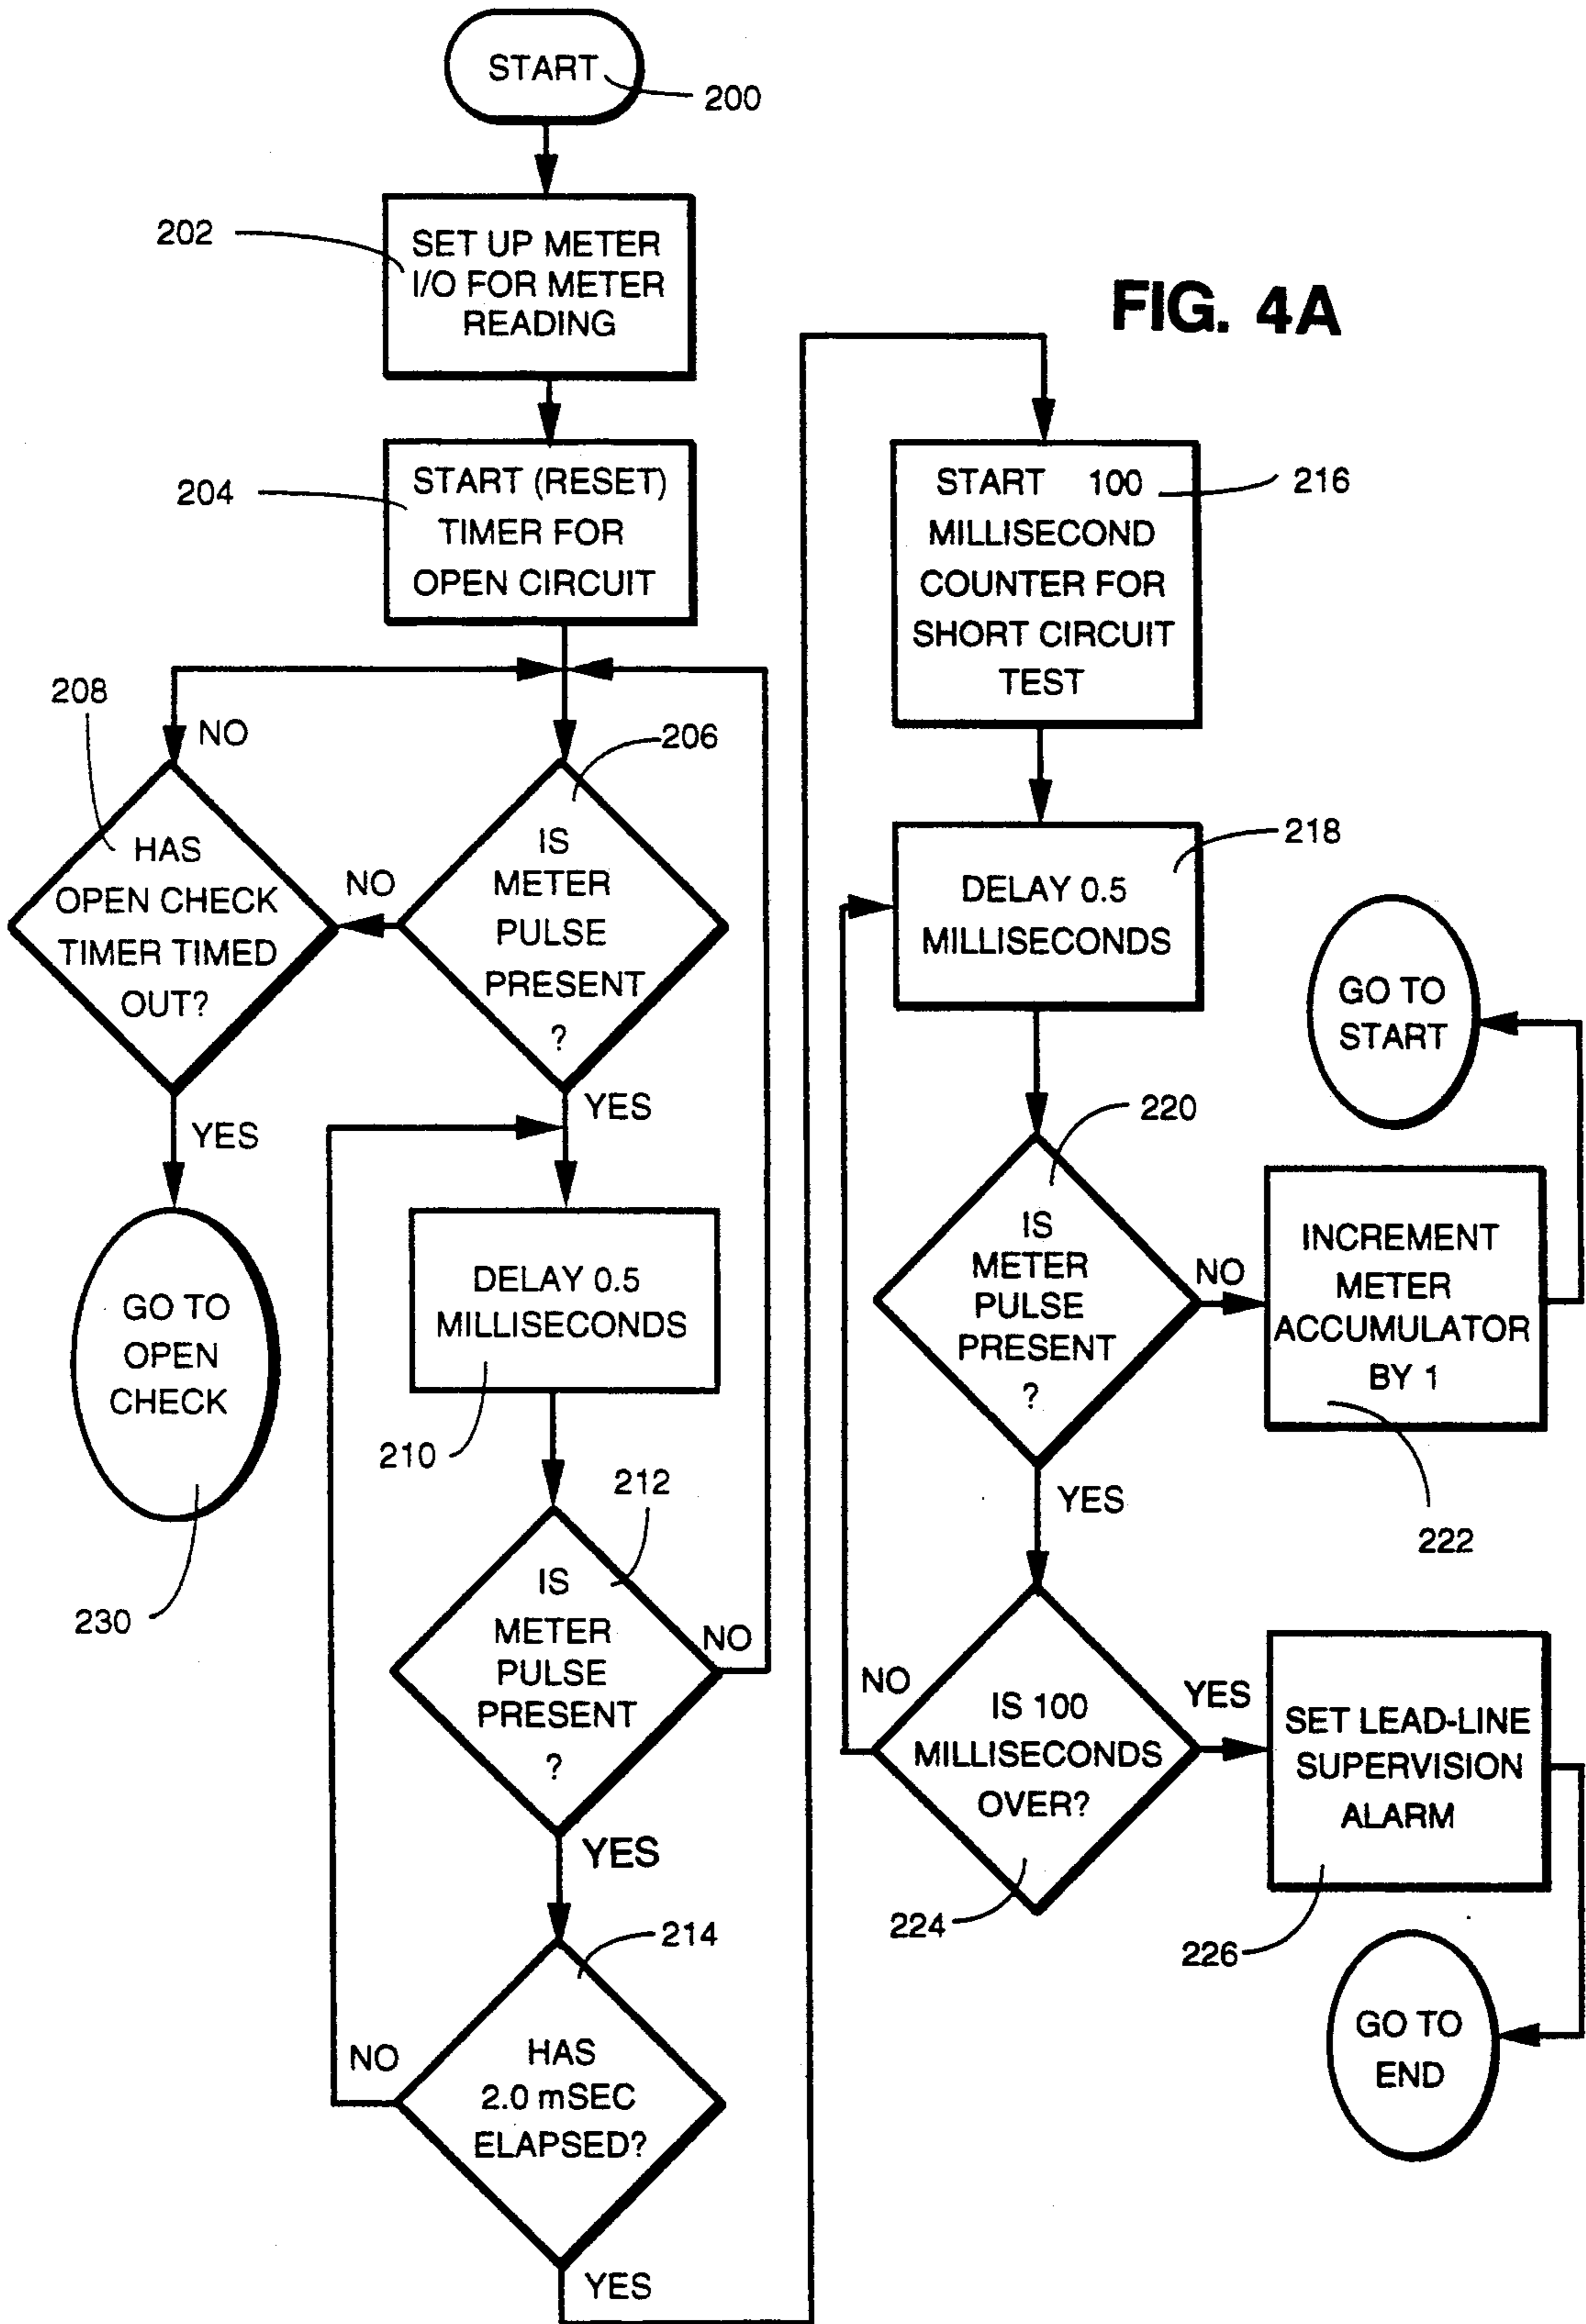 START
200
202
SET UP METER
I/O FOR METER
READING
FIG. 4A
204
START (RESET)
TIMER FOR
OPEN CIRCUIT
208
NO
HAS
OPEN CHECK
TIMER TIMED
OUT?
NO
206
IS
METER
PULSE
PRESENT
?
YES
YES
GO TO
OPEN
CHECK
230
DELAY 0.5
MILLISECONDS
210
212
IS
METER
PULSE
PRESENT
?
NO
YES
214
HAS
2.0 mSEC
ELAPSED?
NO
YES
START 100
MILLISECOND
COUNTER FOR
SHORT CIRCUIT
TEST
216
DELAY 0.5
MILLISECONDS
218
220
IS
METER
PULSE
PRESENT
?
NO
INCREMENT
METER
ACCUMULATOR
BY 1
222
GO TO
START
YES
NO
IS 100
MILLISECONDS
OVER?
224
YES
SET LEAD-LINE
SUPERVISION
ALARM
226
GO TO
END